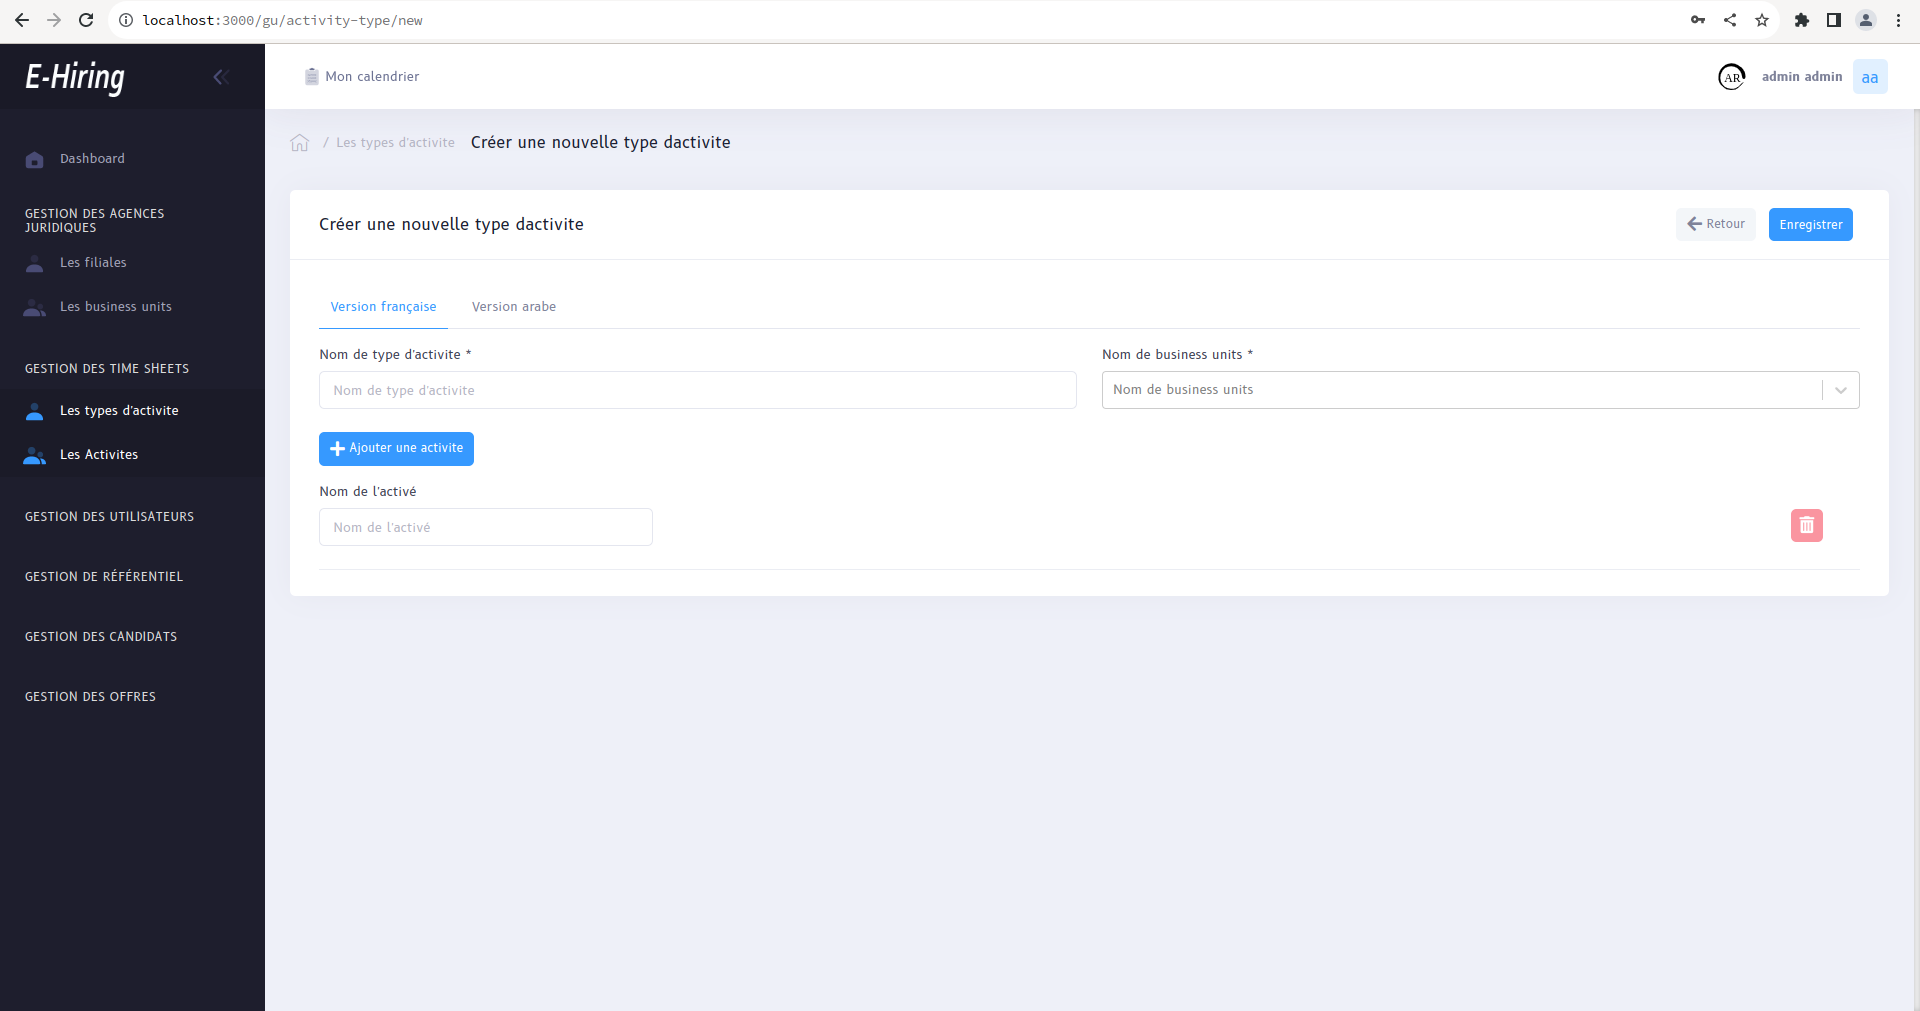 localhost:3000/gu/activity-type/new
E-Hiring
Mon calendrier
AR
admin admin
aa
/ Les types d'activite Créer une nouvelle type dactivite
Dashboard
GESTION DES AGENCES
JURIDIQUES
Les filiales
Les business units
GESTION DES TIME SHEETS
Les types d'activite
Les Activites
GESTION DES UTILISATEURS
GESTION DE RÉFÉRENTIEL
GESTION DES CANDIDATS
GESTION DES OFFRES
Créer une nouvelle type dactivite
Retour
Enregistrer
Version française
Version arabe
Nom de type d'activite *
Nom de business units *
Nom de type d'activite
Nom de business units
Ajouter une activite
Nom de l'activé
Nom de l'activé